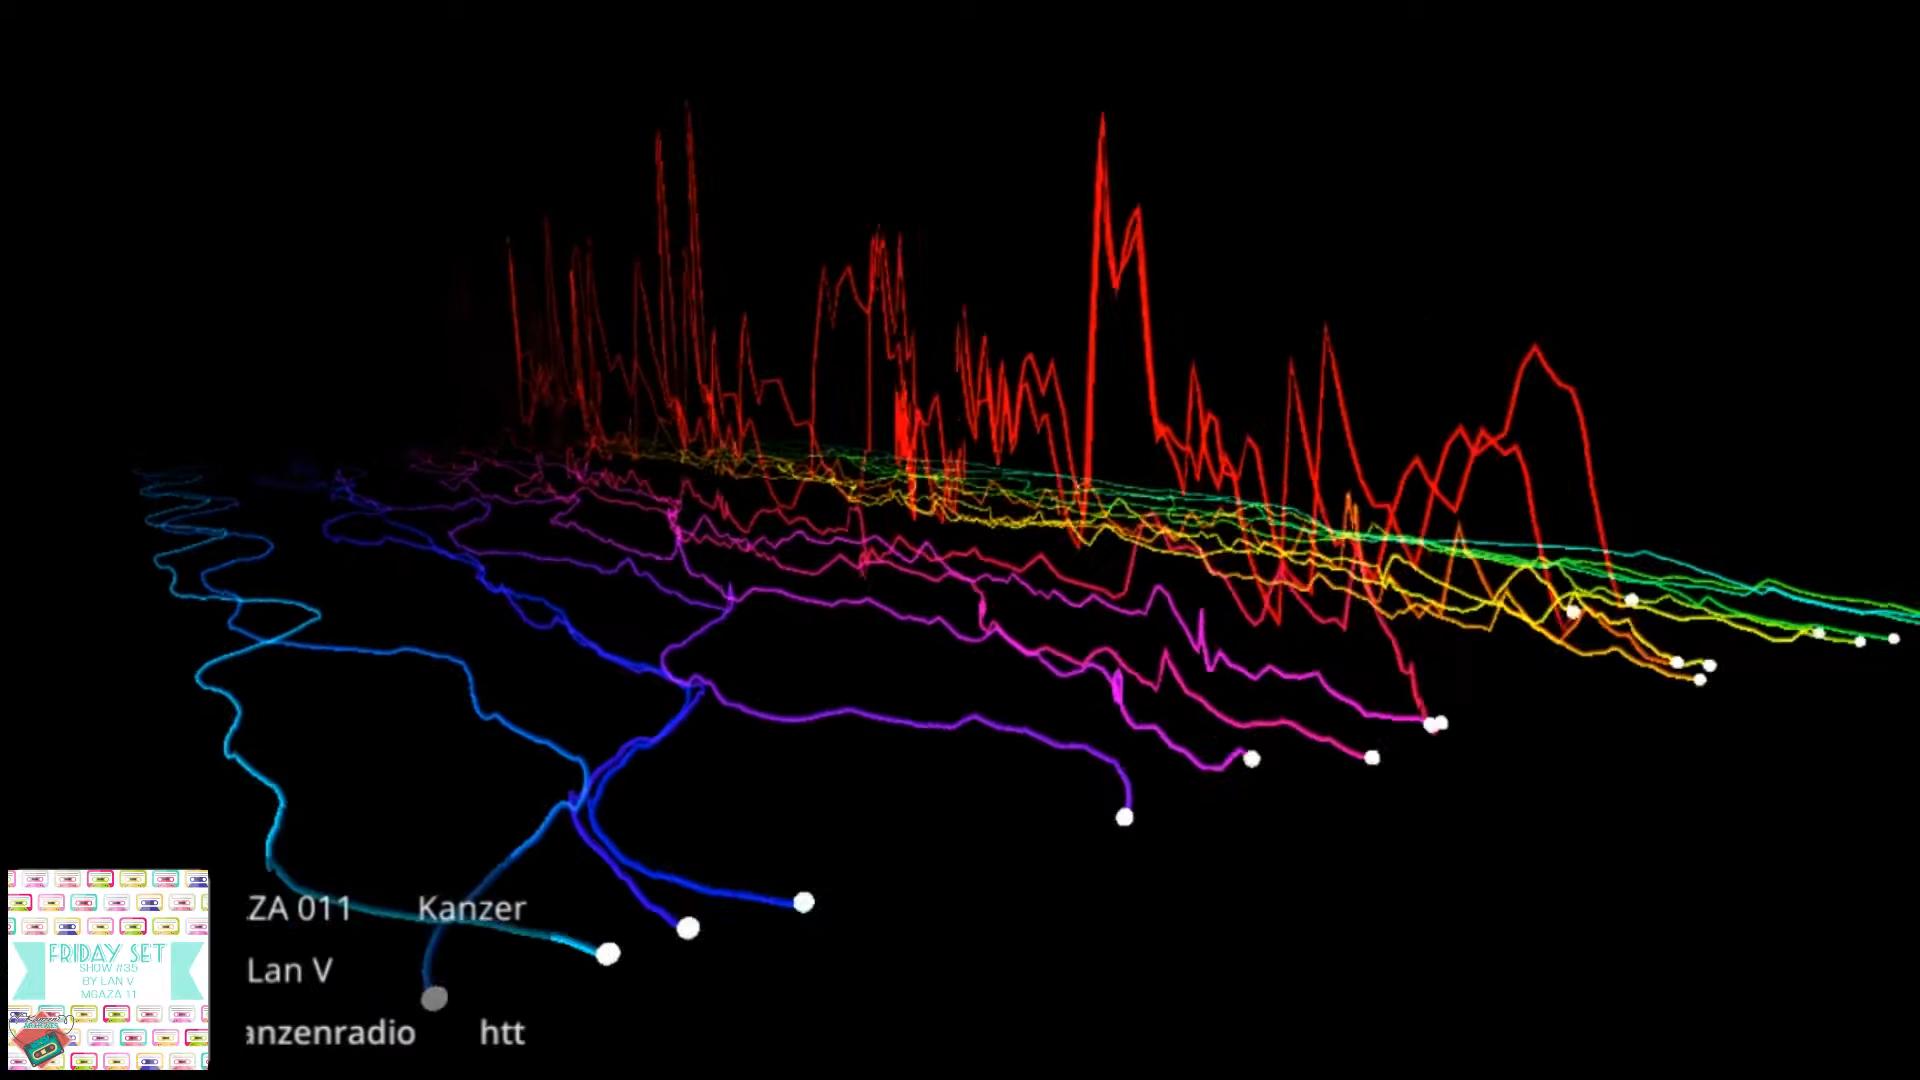 ZA 011 Kanzer
Lan V
anzenradio htt
FRIDAY SET
SHOW #35
BY LAN V
MGAZA 11